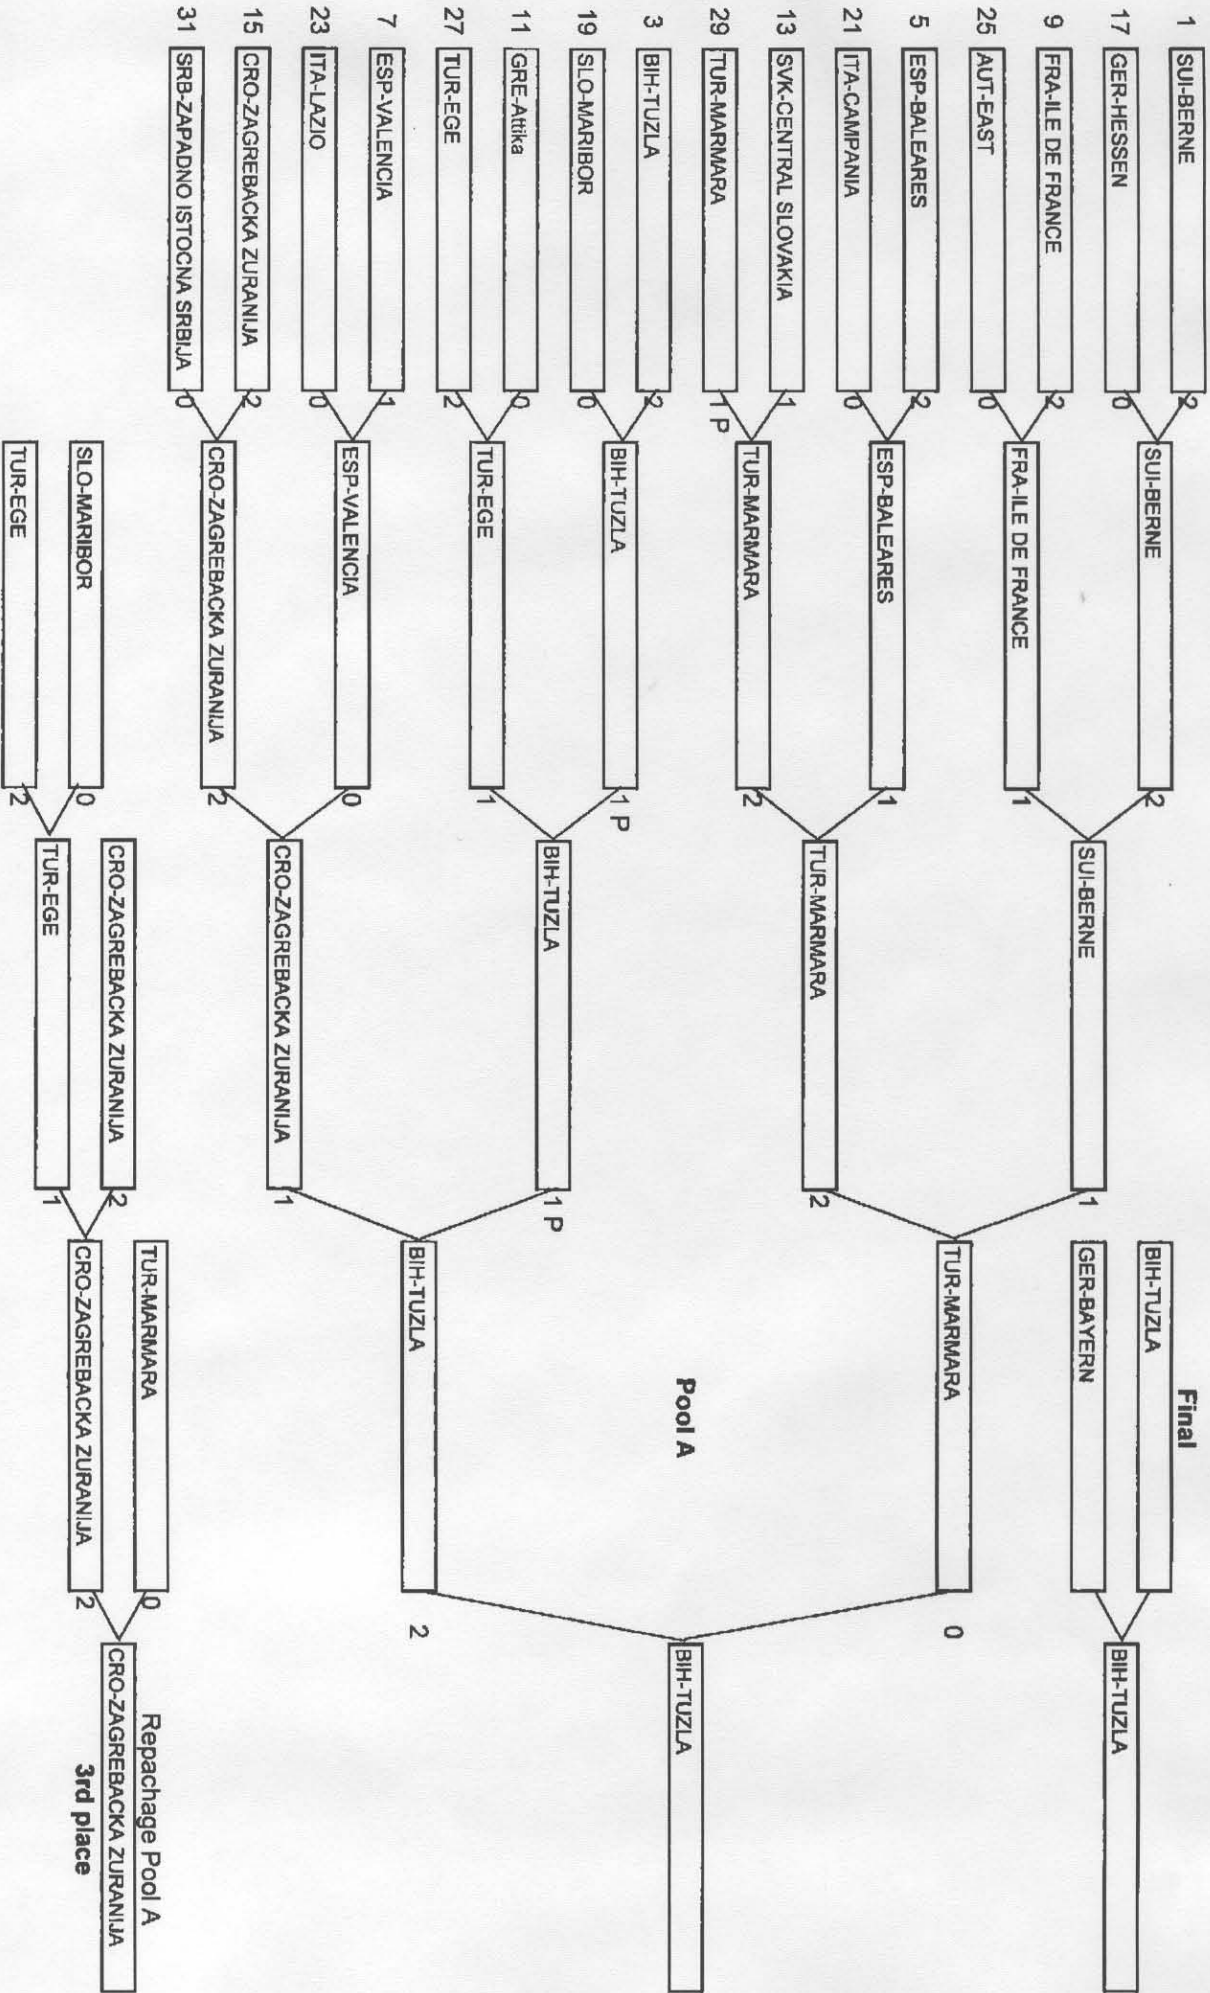 1 SUI-BERNE 2
17 GER-HESSEN 0
9 FRA-ILE DE FRANCE 2
25 AUT-EAST 0
5 ESP-BALEARES 2
21 ITA-CAMPANIA 0
13 SVK-CENTRAL SLOVAKIA 1
29 TUR-MARMARA 1 P
3 BIH-TUZLA 2
19 SLO-MARIBOR 0
11 GRE-Attika 0
27 TUR-EGE 2
7 ESP-VALENCIA 1
23 ITA-LAZIO 0
15 CRO-ZAGREBACKA ZURANIJA 2
31 SRB-ZAPADNO ISTOCNA SRBIJA 0
SUI-BERNE 2
FRA-ILE DE FRANCE 1
ESP-BALEARES 1
TUR-MARMARA 2
BIH-TUZLA 1 P
TUR-EGE 1
ESP-VALENCIA 0
CRO-ZAGREBACKA ZURANIJA 2
SLO-MARIBOR 0
TUR-EGE 2
SUI-BERNE 1
TUR-MARMARA 2
BIH-TUZLA 1 P
CRO-ZAGREBACKA ZURANIJA 1
CRO-ZAGREBACKA ZURANIJA 2
TUR-EGE 1
Final
BIH-TUZLA
GER-BAYERN
TUR-MARMARA 0
Pool A
BIH-TUZLA 2
TUR-MARMARA 0
CRO-ZAGREBACKA ZURANIJA 2
BIH-TUZLA
BIH-TUZLA
Repachage Pool A
CRO-ZAGREBACKA ZURANIJA
3rd place